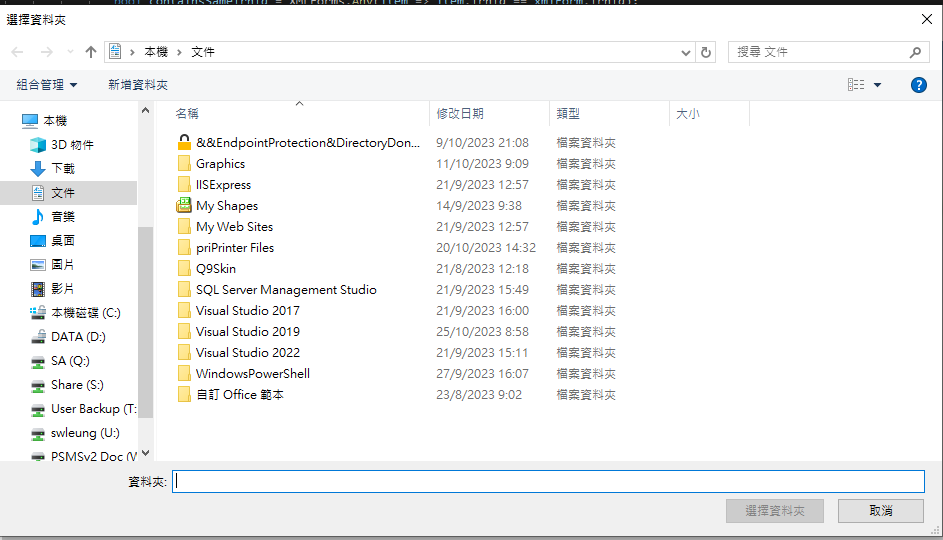 bool containsSameFrnId = xmlForms.Any(item => item.frnId == xmlForm.frnId);
選擇資料夾
本機 › 文件
搜尋 文件
組合管理 新增資料夾
本機
3D 物件
下載
文件
音樂
桌面
圖片
影片
本機磁碟 (C:)
DATA (D:)
SA (Q:)
Share (S:)
User Backup (T:
swleung (U:)
PSMSv2 Doc (V
名稱 修改日期 類型 大小
&&EndpointProtection&DirectoryDon... 9/10/2023 21:08 檔案資料夾
Graphics 11/10/2023 9:09 檔案資料夾
IISExpress 21/9/2023 12:57 檔案資料夾
My Shapes 14/9/2023 9:38 檔案資料夾
My Web Sites 21/9/2023 12:57 檔案資料夾
priPrinter Files 20/10/2023 14:32 檔案資料夾
Q9Skin 21/8/2023 12:18 檔案資料夾
SQL Server Management Studio 21/9/2023 15:49 檔案資料夾
Visual Studio 2017 21/9/2023 16:00 檔案資料夾
Visual Studio 2019 25/10/2023 8:58 檔案資料夾
Visual Studio 2022 21/9/2023 15:11 檔案資料夾
WindowsPowerShell 27/9/2023 16:07 檔案資料夾
自訂 Office 範本 23/8/2023 9:02 檔案資料夾
資料夾:
選擇資料夾 取消